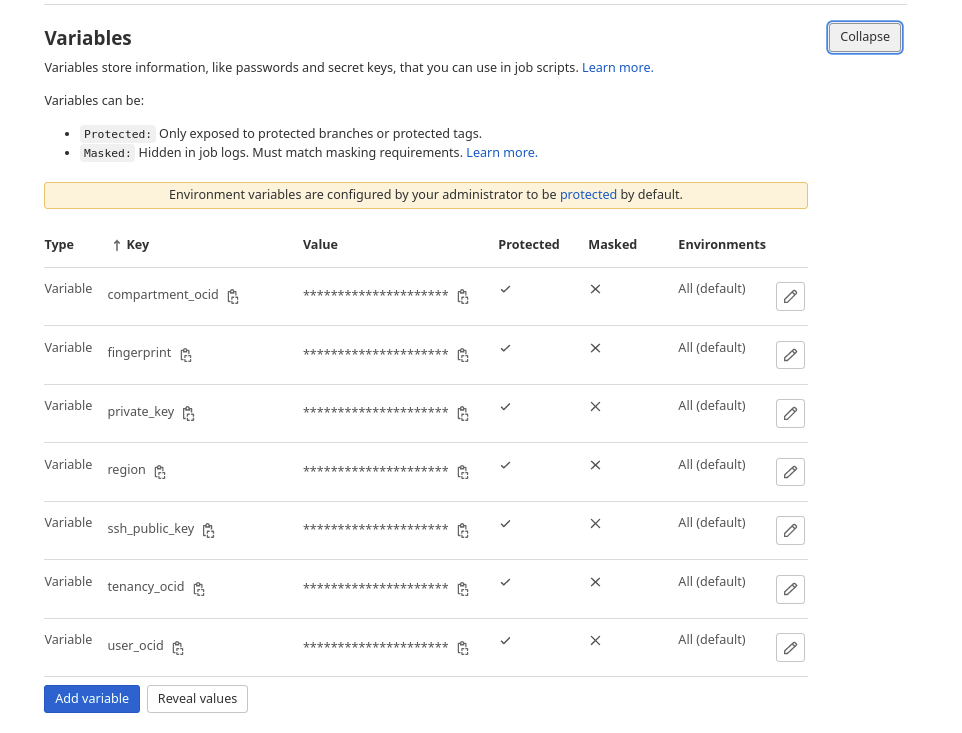 Variables
Collapse
Variables store information, like passwords and secret keys, that you can use in job scripts. Learn more.
Variables can be:
• Protected: Only exposed to protected branches or protected tags.
• Masked: Hidden in job logs. Must match masking requirements. Learn more.
Environment variables are configured by your administrator to be protected by default.
Type ↑ Key Value Protected Masked Environments
Variable compartment_ocid ********************* ✓ ✕ All (default)
Variable fingerprint ********************* ✓ ✕ All (default)
Variable private_key ********************* ✓ ✕ All (default)
Variable region ********************* ✓ ✕ All (default)
Variable ssh_public_key ********************* ✓ ✕ All (default)
Variable tenancy_ocid ********************* ✓ ✕ All (default)
Variable user_ocid ********************* ✓ ✕ All (default)
Add variable Reveal values